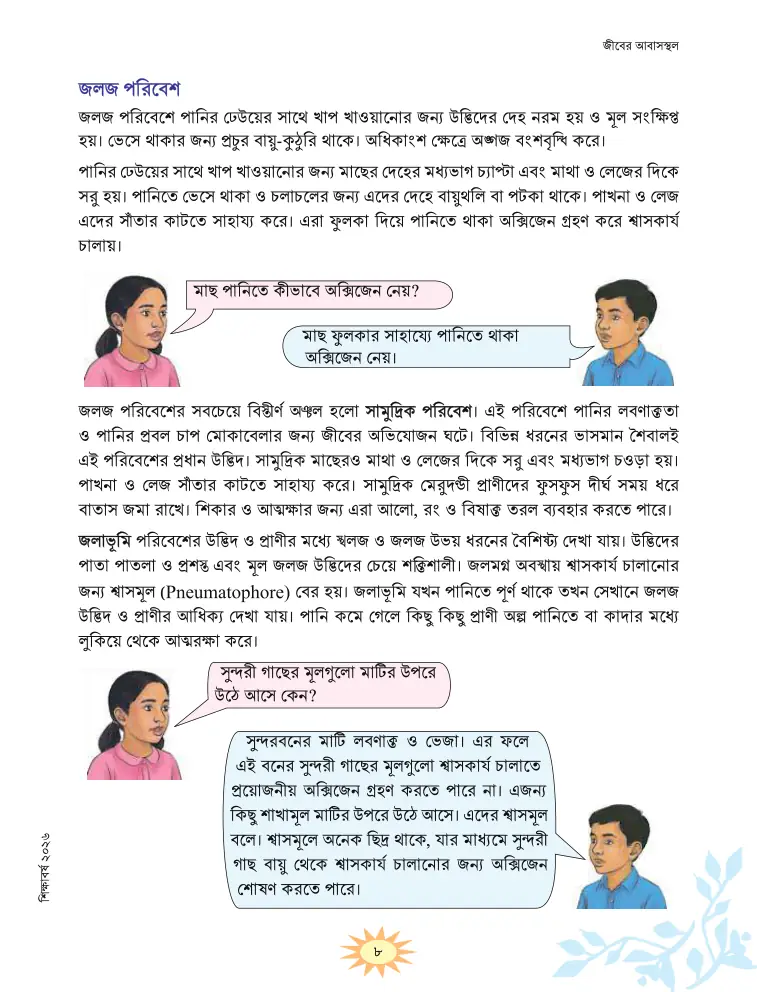 জীবের আবাসস্থল
জলজ পরিবেশ
জলজ পরিবেশে পানির ঢেউয়ের সাথে খাপ খাওয়ানোর জন্য উদ্ভিদের দেহ নরম হয় ও মূল সংক্ষিপ্ত
হয়। ভেসে থাকার জন্য প্রচুর বায়ু-কুঠুরি থাকে। অধিকাংশ ক্ষেত্রে অঙ্গজ বংশবৃদ্ধি করে।
পানির ঢেউয়ের সাথে খাপ খাওয়ানোর জন্য মাছের দেহের মধ্যভাগ চ্যাপ্টা এবং মাথা ও লেজের দিকে
সরু হয়। পানিতে ভেসে থাকা ও চলাচলের জন্য এদের দেহে বায়ুথলি বা পটকা থাকে। পাখনা ও লেজ
এদের সাঁতার কাটতে সাহায্য করে। এরা ফুলকা দিয়ে পানিতে থাকা অক্সিজেন গ্রহণ করে শ্বাসকার্য
চালায়।
মাছ পানিতে কীভাবে অক্সিজেন নেয়?
মাছ ফুলকার সাহায্যে পানিতে থাকা
অক্সিজেন নেয়।
জলজ পরিবেশের সবচেয়ে বিস্তীর্ণ অঞ্চল হলো সামুদ্রিক পরিবেশ। এই পরিবেশে পানির লবণাক্ততা
ও পানির প্রবল চাপ মোকাবেলার জন্য জীবের অভিযোজন ঘটে। বিভিন্ন ধরনের ভাসমান শৈবালই
এই পরিবেশের প্রধান উদ্ভিদ। সামুদ্রিক মাছেরও মাথা ও লেজের দিকে সরু এবং মধ্যভাগ চওড়া হয়।
পাখনা ও লেজ সাঁতার কাটতে সাহায্য করে। সামুদ্রিক মেরুদণ্ডী প্রাণীদের ফুসফুস দীর্ঘ সময় ধরে
বাতাস জমা রাখে। শিকার ও আত্মক্ষার জন্য এরা আলো, রং ও বিষাক্ত তরল ব্যবহার করতে পারে।
জলাভূমি পরিবেশের উদ্ভিদ ও প্রাণীর মধ্যে স্থলজ ও জলজ উভয় ধরনের বৈশিষ্ট্য দেখা যায়। উদ্ভিদের
পাতা পাতলা ও প্রশস্ত এবং মূল জলজ উদ্ভিদের চেয়ে শক্তিশালী। জলমগ্ন অবস্থায় শ্বাসকার্য চালানোর
জন্য শ্বাসমূল (Pneumatophore) বের হয়। জলাভূমি যখন পানিতে পূর্ণ থাকে তখন সেখানে জলজ
উদ্ভিদ ও প্রাণীর আধিক্য দেখা যায়। পানি কমে গেলে কিছু কিছু প্রাণী অল্প পানিতে বা কাদার মধ্যে
লুকিয়ে থেকে আত্মরক্ষা করে।
সুন্দরী গাছের মূলগুলো মাটির উপরে
উঠে আসে কেন?
সুন্দরবনের মাটি লবণাক্ত ও ভেজা। এর ফলে
এই বনের সুন্দরী গাছের মূলগুলো শ্বাসকার্য চালাতে
প্রয়োজনীয় অক্সিজেন গ্রহণ করতে পারে না। এজন্য
কিছু শাখামূল মাটির উপরে উঠে আসে। এদের শ্বাসমূল
বলে। শ্বাসমূলে অনেক ছিদ্র থাকে, যার মাধ্যমে সুন্দরী
গাছ বায়ু থেকে শ্বাসকার্য চালানোর জন্য অক্সিজেন
শোষণ করতে পারে।
শিক্ষাবর্ষ ২০২৬
৮